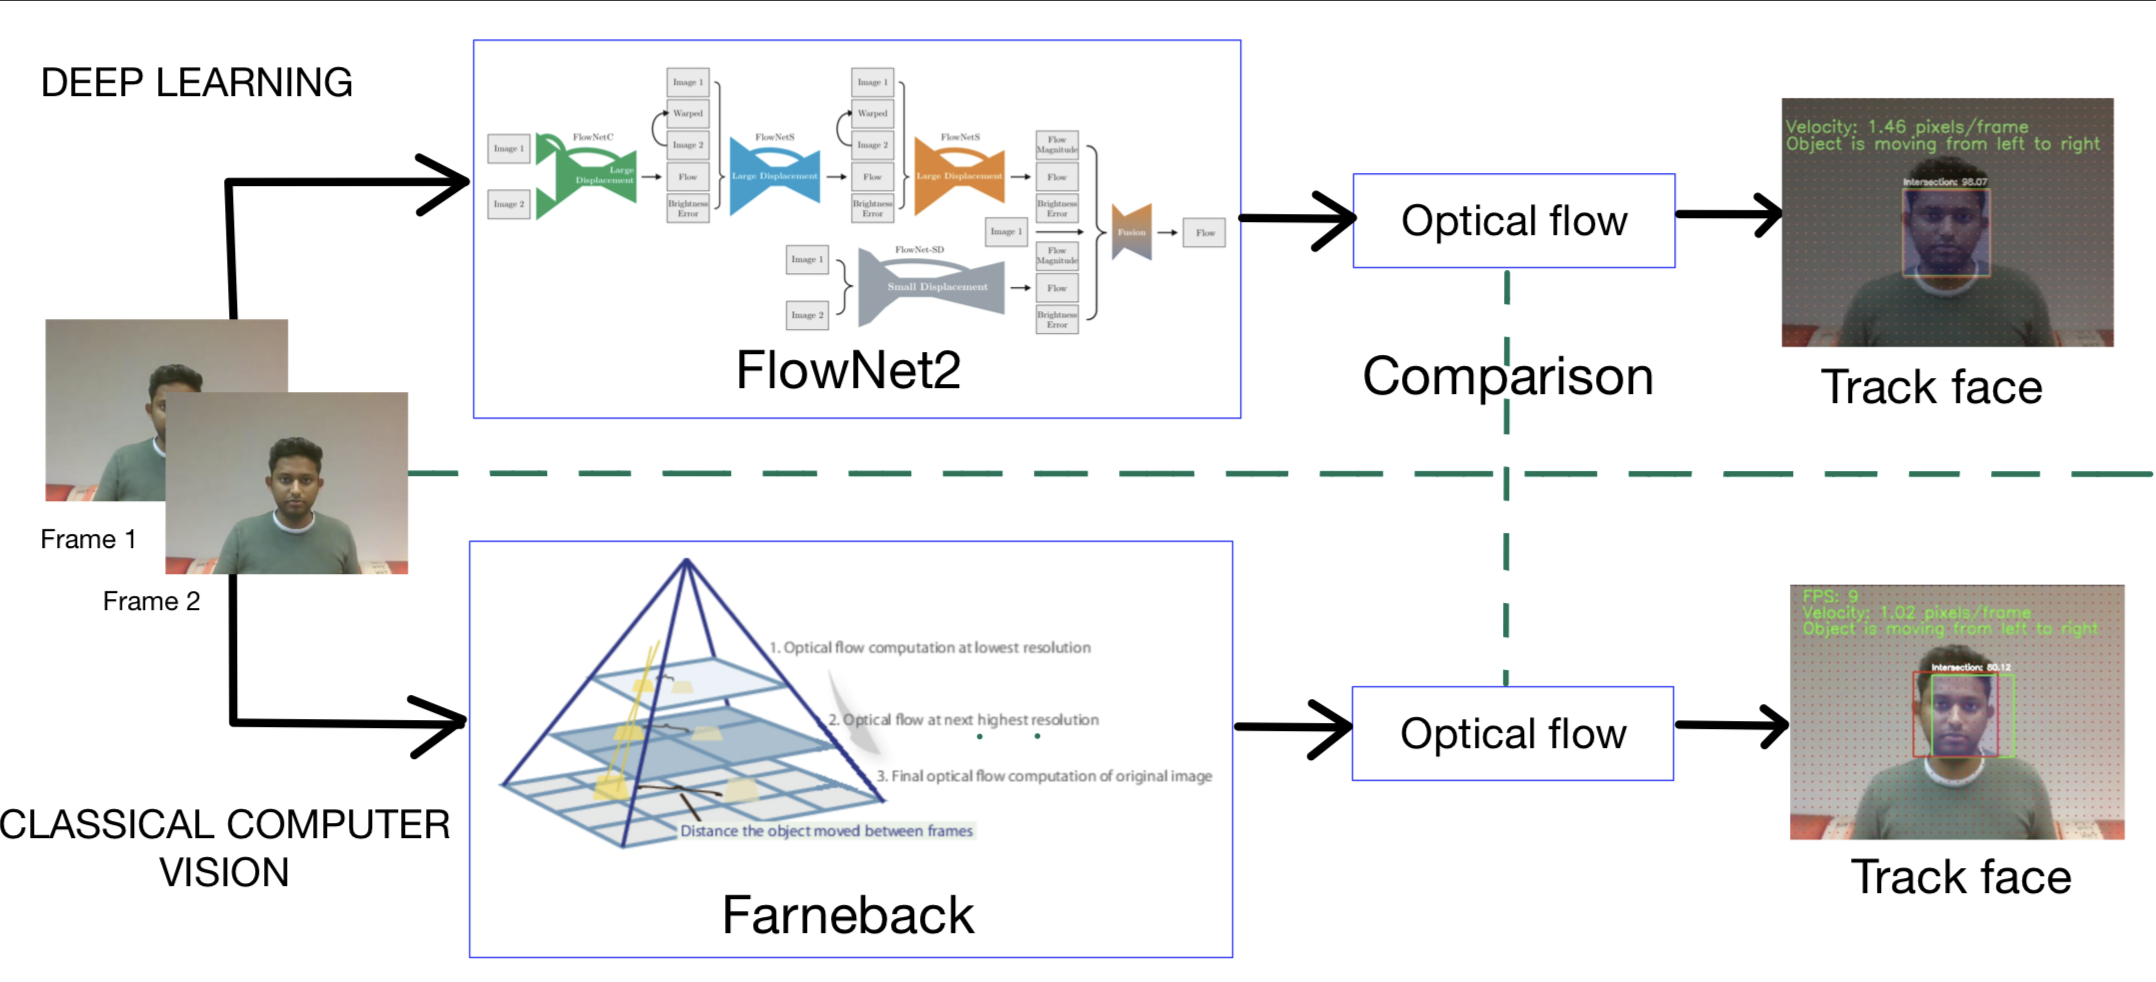 DEEP LEARNING
Image 1
Image 2
FlowNetC
Large
Displacement
Image 1
Warped
Image 2
Flow
Brightness
Error
FlowNetS
Large Displacement
Image 1
Warped
Image 2
Flow
Brightness
Error
FlowNetS
Large Displacement
Flow
Magnitude
Flow
Brightness
Error
Image 1
Image 1
Image 2
FlowNet-SD
Small Displacement
Flow
Magnitude
Flow
Brightness
Error
Fusion
Flow
FlowNet2
Optical flow
Velocity: 1.46 pixels/frame
Object is moving from left to right
Intersection: 98.07
Track face
Comparison
Frame 1
Frame 2
CLASSICAL COMPUTER
VISION
1. Optical flow computation at lowest resolution
2. Optical flow at next highest resolution
3. Final optical flow computation of original image
Distance the object moved between frames
Farneback
Optical flow
FPS: 9
Velocity: 1.02 pixels/frame
Object is moving from left to right
Intersection: 80.12
Track face